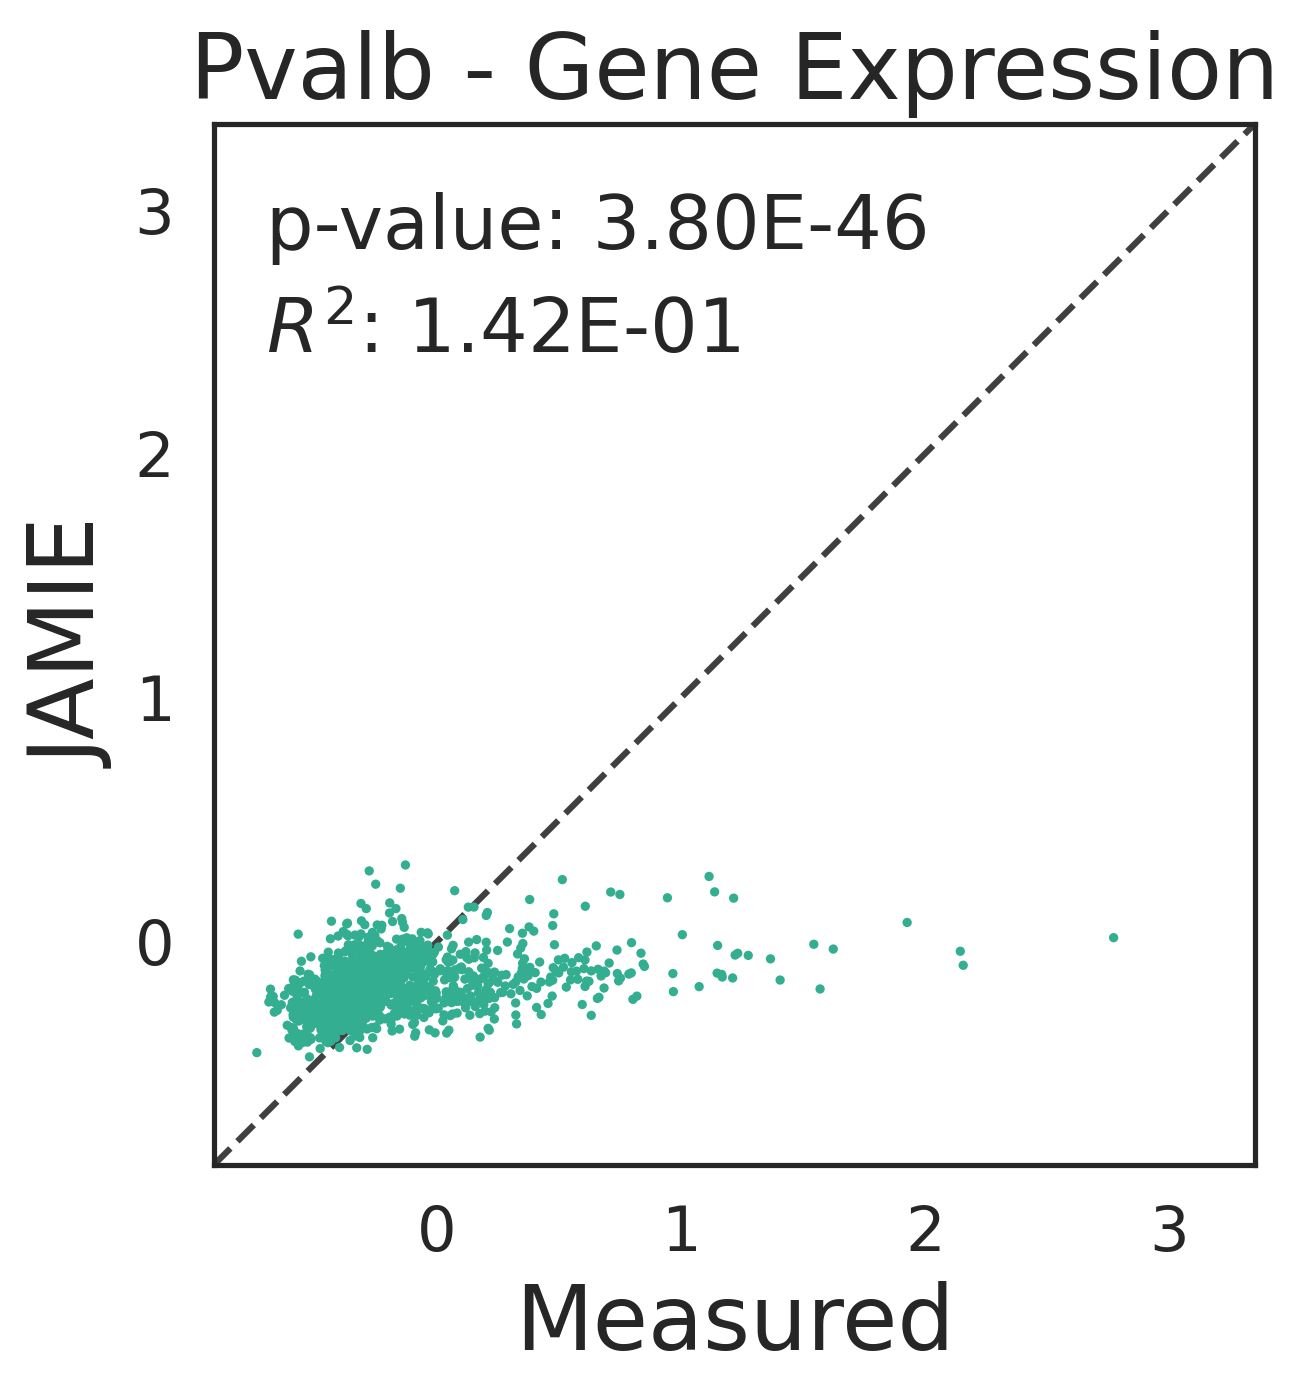 Pvalb - Gene Expression
p-value: 3.80E-46
R²: 1.42E-01
3
2
1
0
JAMIE
0 1 2 3
Measured